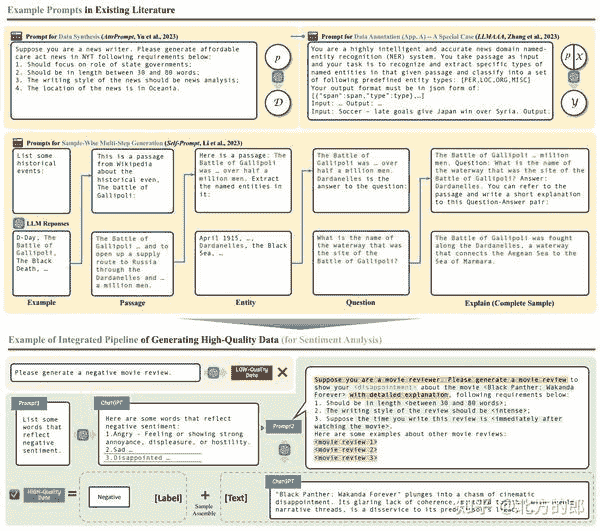 Example Prompts in Existing Literature
Prompt for Data Synthesis (AttrPrompt, Yu et al., 2023)
Suppose you are a news writer. Please generate affordable
care act news in NYT following requirements below:
1. Should focus on role of state government;
2. Should be in length between 30 and 80 words;
3. The writing style of the news should be news analysis;
4. The location of the news is in Oceania.
p
D
Prompt for Data Annotation (App. A) – A Special Case (LLMAAA, Zhang et al., 2023)
You are a highly intelligent and accurate news domain named-
entity recognition (NER) system. You take passage as input
and your task is to recognize and extract specific types of
named entities in that given passage and classify into a set of
following predefined entity types: [PER,LOC,ORG,MISC]
Your output format must be in json form of:
[{"span":span,"type":type},…]
Input: … Output: …
Input: Soccer – late goals give Japan win over Syria. Output:
p X
y
Prompts for Sample-Wise Multi-Step Generation (Self-Prompt, Li et al., 2022)
List some
historical
events:
This is a passage
from Wikipedia
about the
historical even,
The battle of
Gallipoli:
Here is a passage: The
Battle of Gallipoli
was … over half a
million men. Extract
the named entities in
it:
The Battle of
Gallipoli was … over
half a million men.
Dardanelles is the
answer to the
question:
The Battle of Gallipoli … million
men. Question: What is the name of
the waterway that was the site of
the Battle of Gallipoli? Answer:
Dardanelles. You can refer to the
passage and write a short explanation
to this Question-Answer pair:
LLM Reponses
D-Day, The
Battle of
Gallipoli,
The Black
Death, …
The Battle of
Gallipoli … and to
open up a supply
route to Russia
through the
Dardanelles and …
a million men.
April 1915, …,
Dardanelles, the Black
Sea, …
What is the name of
the waterway that was
the site of the
Battle of Gallipoli?
The Battle of Gallipoli was fought
along the Dardanelles, a waterway
that connects the Aegean Sea to the
Sea of Marmara.
Example
Passage
Entity
Question
Explain (Complete Sample)
Example of Integrated Pipeline of Generating High-Quality Data (for Sentiment Analysis)
Please generate a negative movie review.
LOW-Quality
Data
Prompt1
List some
words that
reflect
negative
sentiment.
ChatGPT
Here are some words that reflect
negative sentiment:
1.Angry - Feeling or showing strong
annoyance, displeasure, or hostility.
2.Sad …
3.Disappointed …
Prompt2
Suppose you are a movie reviewer. Please generate a movie review to
show your <disappointment> about the movie <Black Panther: Wakanda
Forever> with detailed explanation, following requirements below:
1. Should be in length <between 30 and 80 words>;
2. The writing style of the review should be <intense>;
3. Suppose the time you write this review is <immediately after
watching the movie>.
Here are some examples about other movie reviews:
<movie review 1>
<movie review 2>
<movie review 3>
HIGH-Quality
Data
=
Negative
[Label]
+
Sample
Assemble
[Text]
ChatGPT
"Black Panther: Wakanda Forever" plunges into a chasm of cinematic
disappointment. Its glaring lack of coherence,
narrative threads, is a disservice to its
知乎 @北方的郎